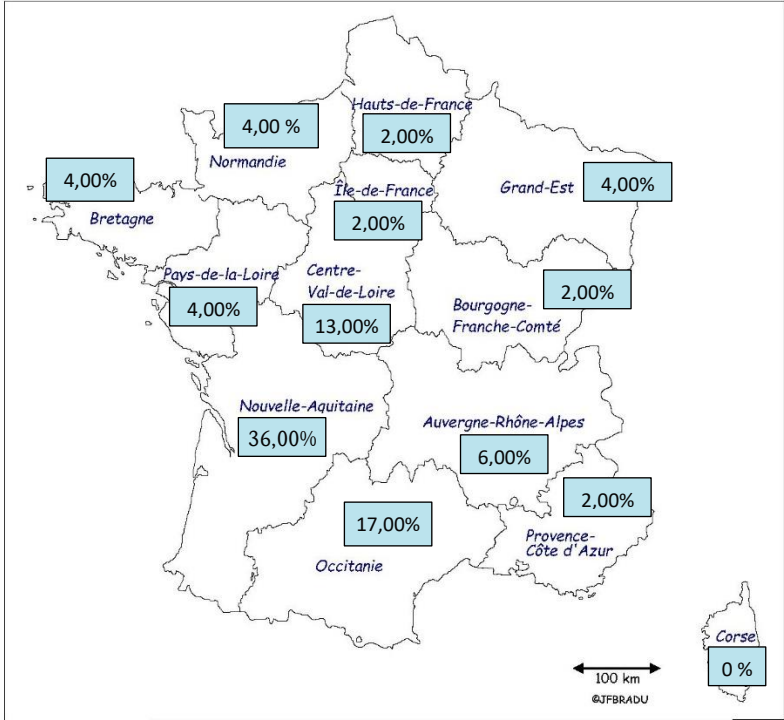 Hauts-de-France
2,00%
4,00 %
Normandie
4,00%
Bretagne
Île-de-France
2,00%
Grand-Est
4,00%
Pays-de-la-Loire
4,00%
Centre-
Val-de-Loire
13,00%
Bourgogne-
Franche-Comté
2,00%
Nouvelle-Aquitaine
36,00%
Auvergne-Rhône-Alpes
6,00%
2,00%
Provence-
Côte d'Azur
17,00%
Occitanie
Corse
0 %
100 km
©JFBRADU